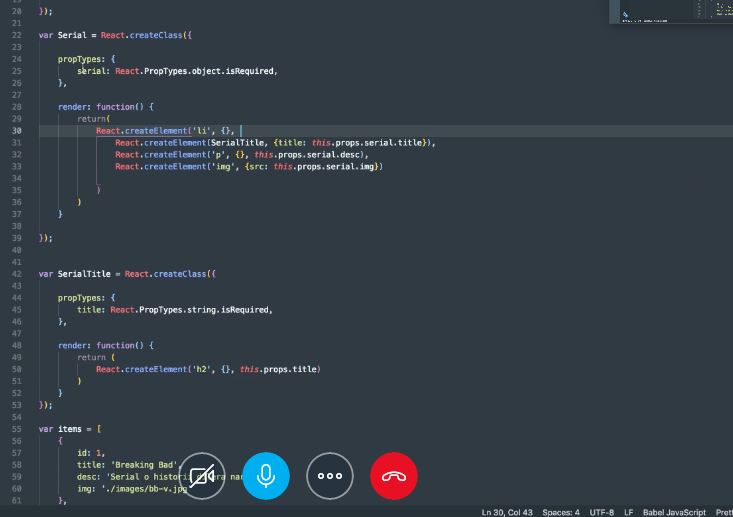 20 });
21
22 var Serial = React.createClass({
23
24 propTypes: {
25 serial: React.PropTypes.object.isRequired,
26 },
27
28 render: function() {
29 return(
30 React.createElement('li', {},
31 React.createElement(SerialTitle, {title: this.props.serial.title}),
32 React.createElement('p', {}, this.props.serial.desc),
33 React.createElement('img', {src: this.props.serial.img})
34
35 )
36 )
37 }
38
39 });
40
41
42 var SerialTitle = React.createClass({
43
44 propTypes: {
45 title: React.PropTypes.string.isRequired,
46 },
47
48 render: function() {
49 return (
50 React.createElement('h2', {}, this.props.title)
51 )
52 }
53 });
54
55 var items = [
56 {
57 id: 1,
58 title: 'Breaking Bad',
59 desc: 'Serial o histori
60 img: './images/bb-v.jpg
61 },
Ln 30, Col 43 Spaces: 4 UTF-8 LF Babel JavaScript Prett